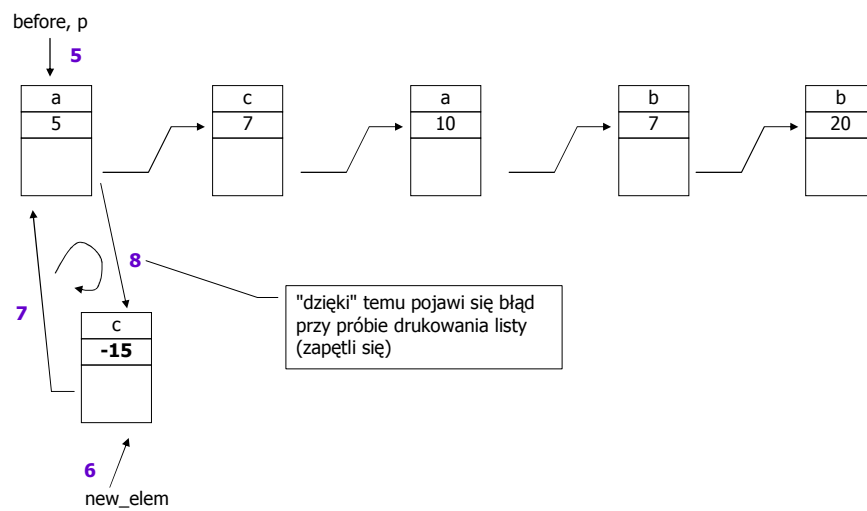 before, p
5
a
c
a
b
b
5
7
10
7
20
8
7
"dzięki" temu pojawi się błąd
przy próbie drukowania listy
(zapętli się)
c
-15
6
new_elem